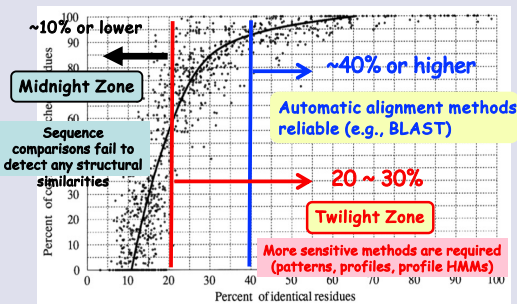 ~10% or lower
Midnight Zone
Sequence
comparisons fail to
detect any structural
similarities
~40% or higher
Automatic alignment methods
reliable (e.g., BLAST)
20 ~ 30%
Twilight Zone
More sensitive methods are required
(patterns, profiles, profile HMMs)
100
90
80
60
30
20
10
0
Percent of
0 10 20 30 40 50 60 70 80 90 100
Percent of identical residues